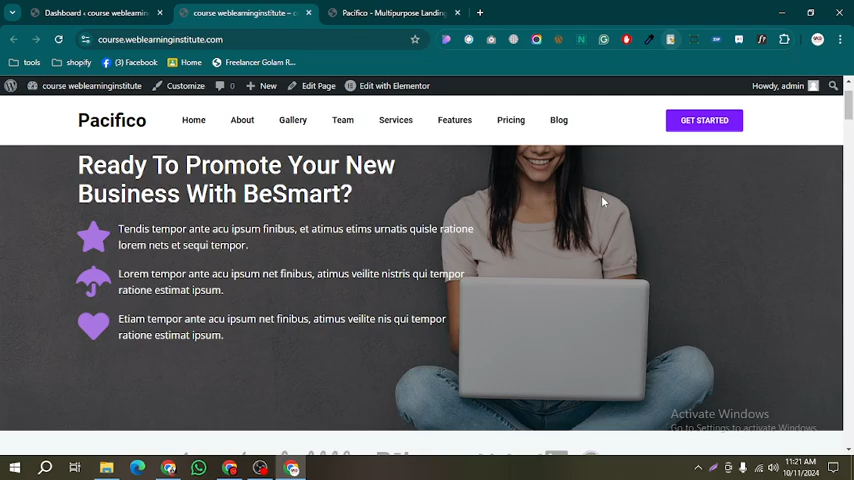 Dashboard ‹ course weblearnin
course weblearninginstitute – c
Pacifico - Multipurpose Landing
course.weblearninginstitute.com
tools
shopify
(3) Facebook
Home
Freelancer Golam R...
course weblearninginstitute
Customize
0
New
Edit Page
Edit with Elementor
Howdy, admin
Pacifico
Home
About
Gallery
Team
Services
Features
Pricing
Blog
GET STARTED
Ready To Promote Your New
Business With BeSmart?
Tendis tempor ante acu ipsum finibus, et atimus etims urnatis quisle ratione
lorem nets et sequi tempor.
Lorem tempor ante acu ipsum net finibus, atimus veilite nistris qui tempor
ratione estimat ipsum.
Etiam tempor ante acu ipsum net finibus, atimus veilite nis qui tempor
ratione estimat ipsum.
Activate Windows
Go to Settings to activate Windows.
11:21 AM
10/11/2024